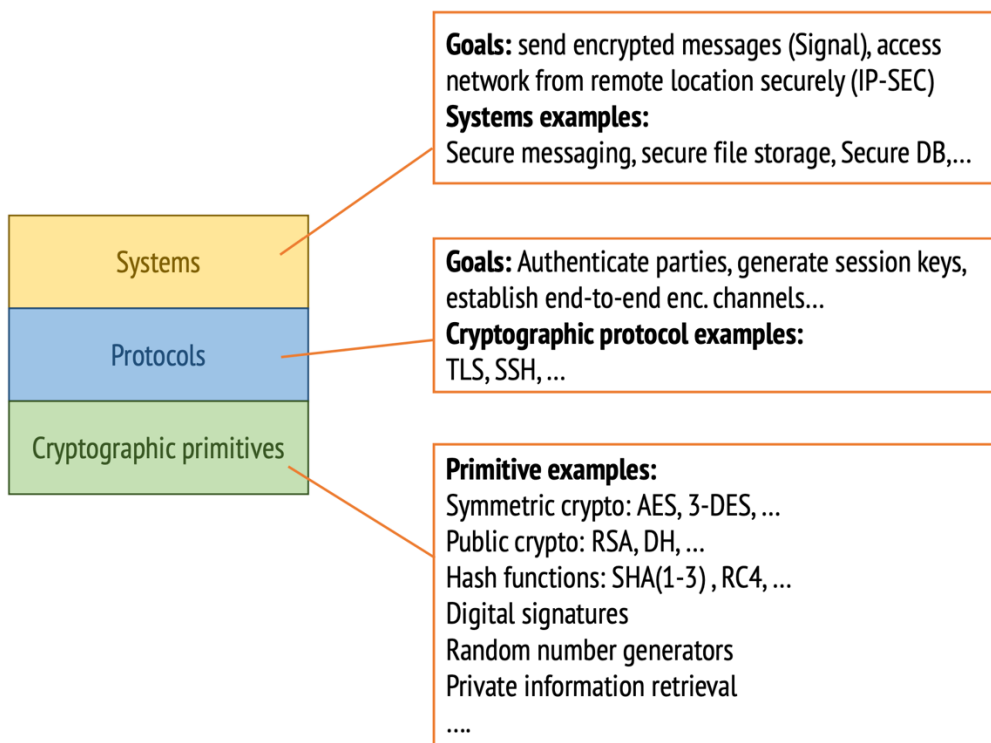 Goals: send encrypted messages (Signal), access
network from remote location securely (IP-SEC)
Systems examples:
Secure messaging, secure file storage, Secure DB,...
Systems
Goals: Authenticate parties, generate session keys,
establish end-to-end enc. channels...
Cryptographic protocol examples:
TLS, SSH, ...
Protocols
Cryptographic primitives
Primitive examples:
Symmetric crypto: AES, 3-DES, ...
Public crypto: RSA, DH, ...
Hash functions: SHA(1-3) , RC4, ...
Digital signatures
Random number generators
Private information retrieval
....